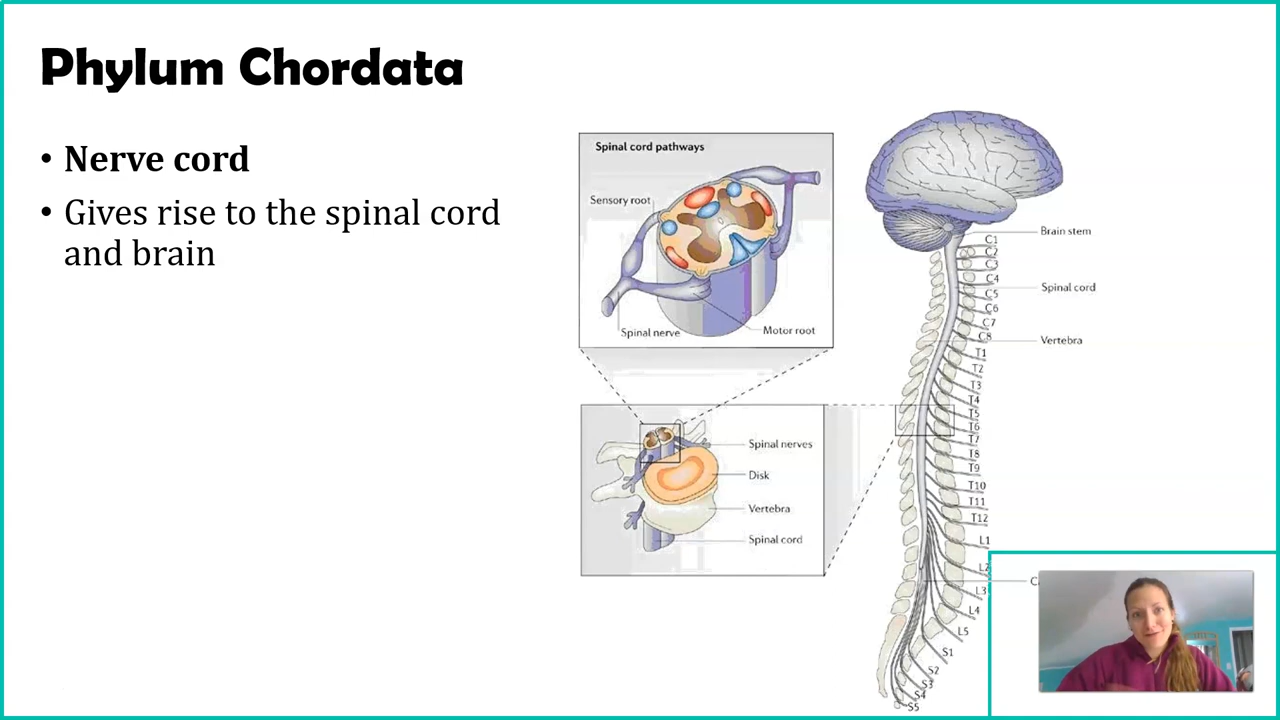 Phylum Chordata
• Nerve cord
• Gives rise to the spinal cord
and brain
Spinal cord pathways
Sensory root
Spinal nerve
Motor root
Spinal nerves
Disk
Vertebra
Spinal cord
Brain stem
Spinal cord
Vertebra
C1
C2
C3
C4
C5
C6
C7
C8
T1
T2
T3
T4
T5
T6
T7
T8
T9
T10
T11
T12
L1
L2
L3
L4
L5
S1
S2
S3
S4
S5